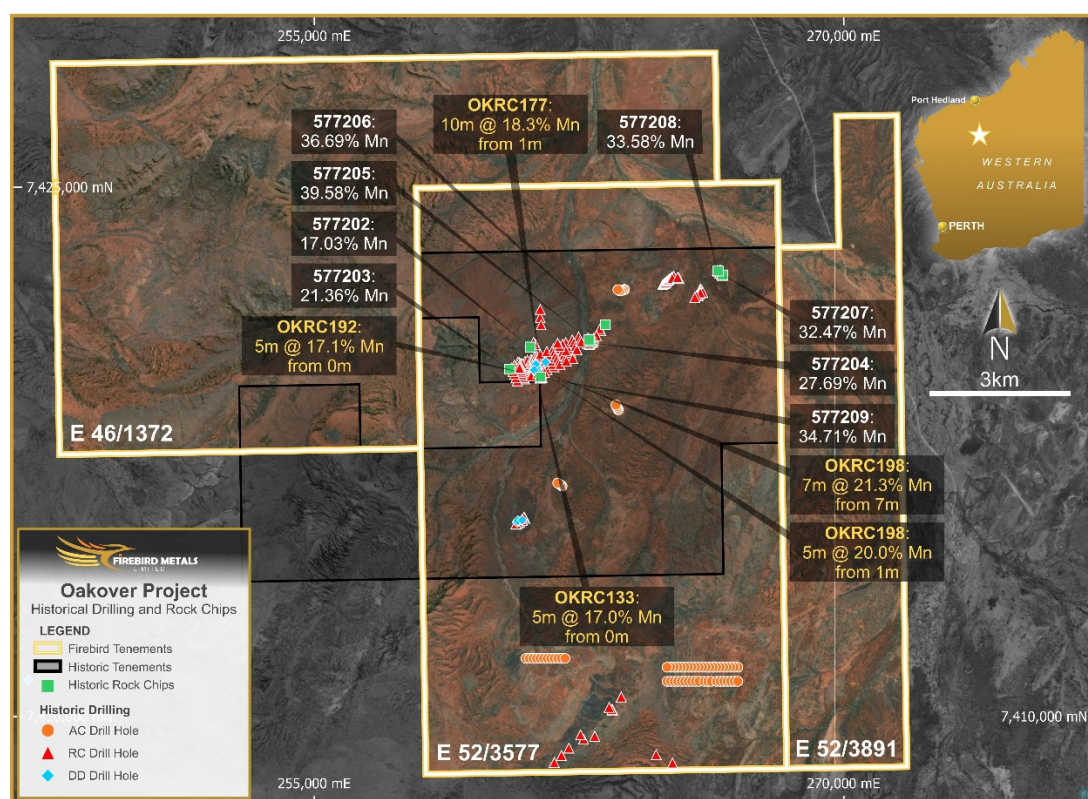 255,000 mE
270,000 mE
7,425,000 mN
577206:
36.69% Mn
577205:
39.58% Mn
577202:
17.03% Mn
577203:
21.36% Mn
OKRC192:
5m @ 17.1% Mn
from 0m
OKRC177:
10m @ 18.3% Mn
from 1m
577208:
33.58% Mn
Port Hedland
WESTERN
AUSTRALIA
PERTH
N
3km
577207:
32.47% Mn
577204:
27.69% Mn
577209:
34.71% Mn
OKRC198:
7m @ 21.3% Mn
from 7m
OKRC198:
5m @ 20.0% Mn
from 1m
OKRC133:
5m @ 17.0% Mn
from 0m
E 46/1372
E 52/3577
E 52/3891
FIREBIRD METALS
LIMITED
Oakover Project
Historical Drilling and Rock Chips
LEGEND
Firebird Tenements
Historic Tenements
Historic Rock Chips
Historic Drilling
AC Drill Hole
RC Drill Hole
DD Drill Hole
7,410,000 mN
7,410,000 mN
255,000 mE
270,000 mE